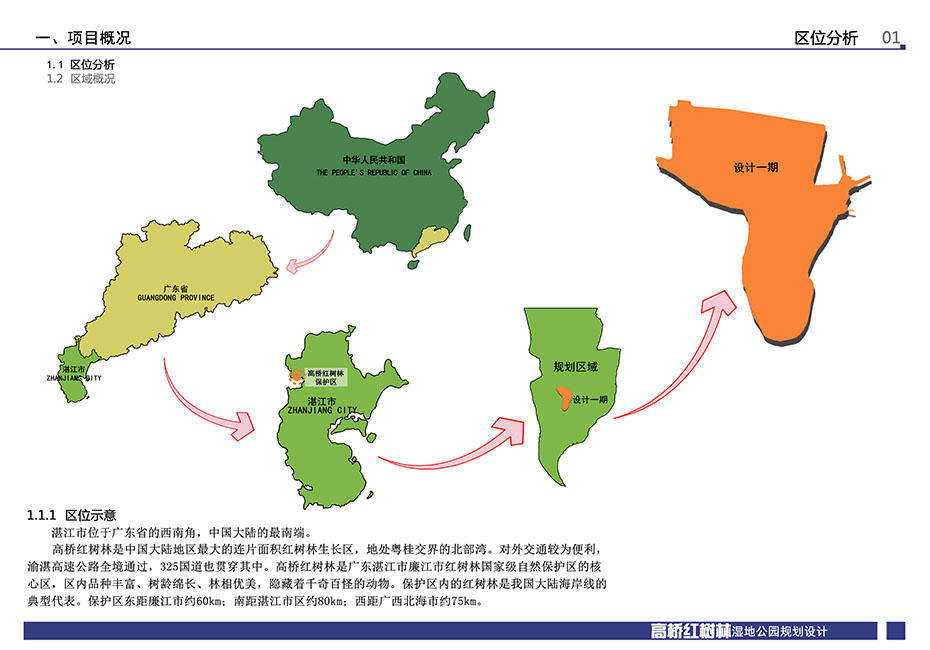 一、项目概况
区位分析 01
1.1 区位分析
1.2 区域概况
中华人民共和国
THE PEOPLE'S REPUBLIC OF CHINA
设计一期
广东省
GUANGDONG PROVINCE
湛江市
ZHANJIANG CITY
高桥红树林
保护区
湛江市
ZHANJIANG CITY
规划区域
设计一期
1.1.1 区位示意
湛江市位于广东省的西南角，中国大陆的最南端。
高桥红树林是中国大陆地区最大的连片面积红树林生长区，地处粤桂交界的北部湾。对外交通较为便利，
渝湛高速公路全境通过，325国道也贯穿其中。高桥红树林是广东湛江市廉江市红树林国家级自然保护区的核
心区，区内品种丰富、树龄绵长、林相优美，隐藏着千奇百怪的动物。保护区内的红树林是我国大陆海岸线的
典型代表。保护区东距廉江市约60km；南距湛江市区约80km；西距广西北海市约75km。
高桥红树林湿地公园规划设计